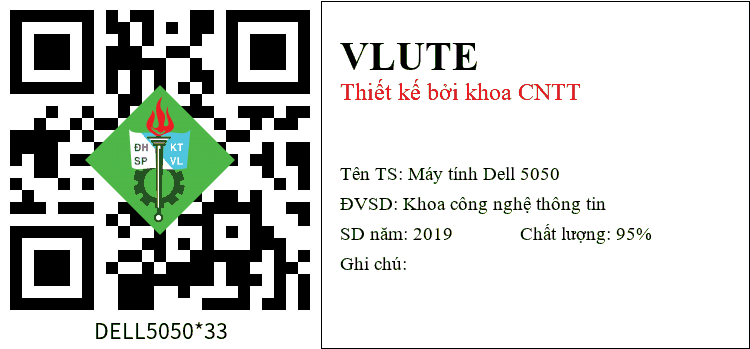 ĐH KT
SP VL
DELL5050*33
VLUTE
Thiết kế bởi khoa CNTT
Tên TS: Máy tính Dell 5050
ĐVSD: Khoa công nghệ thông tin
SD năm: 2019 Chất lượng: 95%
Ghi chú: